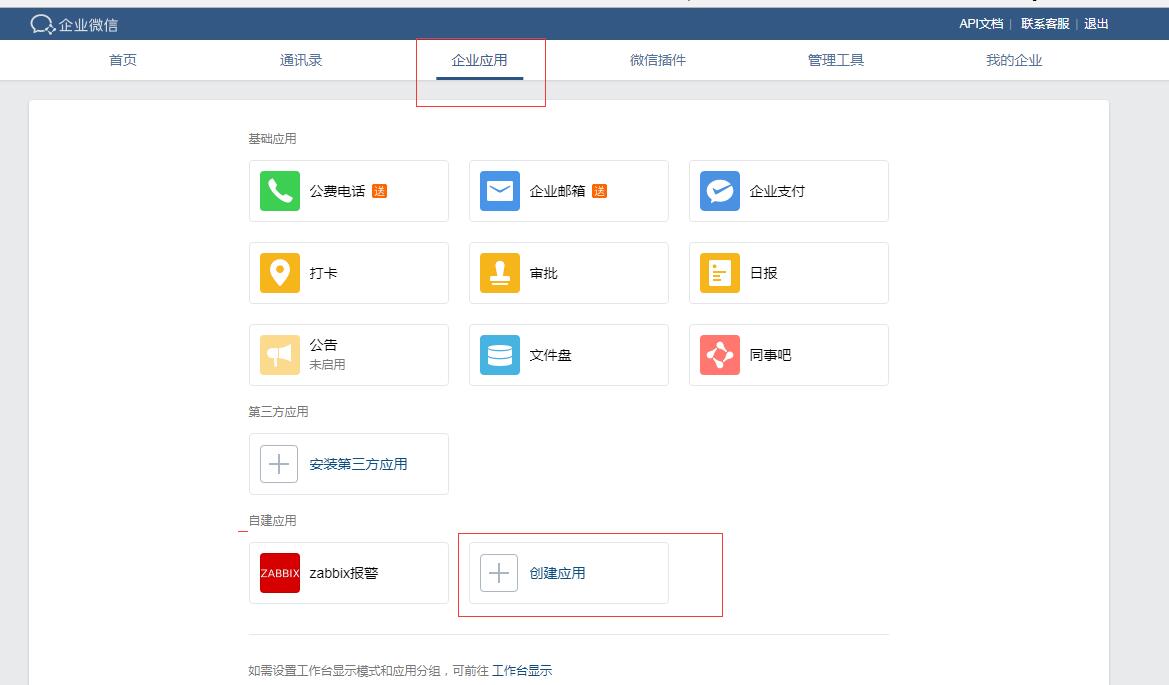 企业微信
API文档 | 联系客服 | 退出
首页 通讯录 企业应用 微信插件 管理工具 我的企业
基础应用
公费电话 送 企业邮箱 送 企业支付
打卡 审批 日报
公告
未启用
文件盘 同事吧
第三方应用
安装第三方应用
自建应用
ZABBIX zabbix报警 创建应用
如需设置工作台显示模式和应用分组，可前往 工作台显示